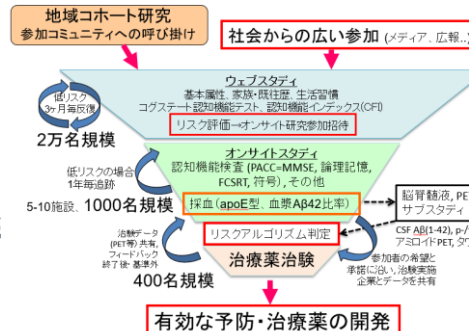 地域コホート研究
参加コミュニティへの呼び掛け
社会からの広い参加 (メディア、広報..)
ウェブスタディ
基本属性、家族・既往歴、生活習慣
コグステート認知機能テスト、認知機能インデックス(CFI)
リスク評価→オンサイト研究参加招待
低リスク
3ヶ月毎反復
2万名規模
オンサイトスタディ
認知機能検査 (PACC=MMSE, 論理記憶,
FCSRT, 符号)、その他
採血(apoE型、血漿Aβ42比率)
低リスクの場合
1年毎追跡
5-10施設、1000名規模
脳脊髄液, PET
サブスタディ
CSF Aβ(1-42), p-/
アミロイドPET, タウ
リスクアルゴリズム判定
治験データ
(PET等) 共有,
フィードバック
終了後・基準外
400名規模
治療薬治験
参加者の希望と
承諾に沿い、治験実施
企業とデータを共有
有効な予防・治療薬の開発